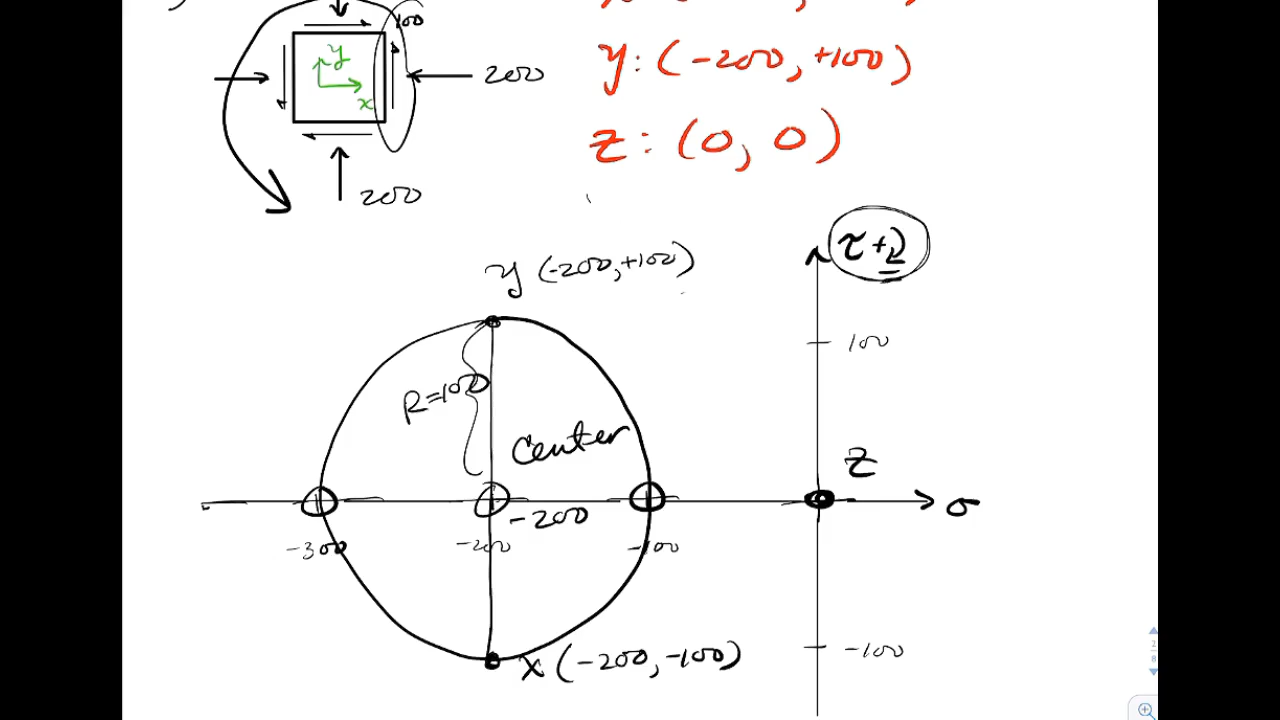 100
y
x
200
200
y: (-200, +100)
z: (0, 0)
τ +
y (-200, +100)
100
R=100
center
z
-200
σ
-300
-200
-100
x (-200, -100)
-100